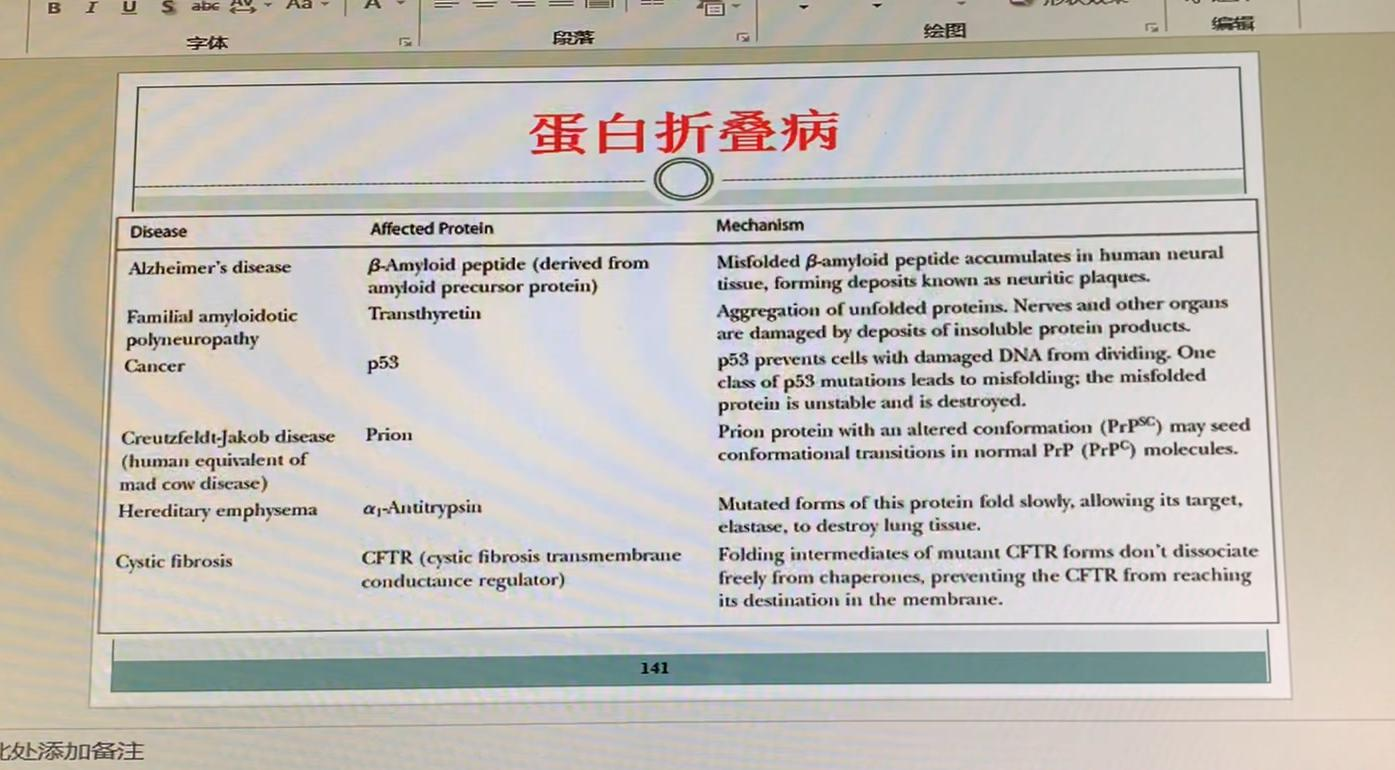 B I U S abc AV Aa A
字体
段落
绘图
编辑
蛋白折叠病
Disease Affected Protein Mechanism
Alzheimer's disease β-Amyloid peptide (derived from Misfolded β-amyloid peptide accumulates in human neural
amyloid precursor protein) tissue, forming deposits known as neuritic plaques.
Familial amyloidotic Transthyretin Aggregation of unfolded proteins. Nerves and other organs
polyneuropathy are damaged by deposits of insoluble protein products.
Cancer p53 p53 prevents cells with damaged DNA from dividing. One
class of p53 mutations leads to misfolding; the misfolded
protein is unstable and is destroyed.
Creutzfeldt-Jakob disease Prion Prion protein with an altered conformation (PrPSC) may seed
(human equivalent of conformational transitions in normal PrP (PrPC) molecules.
mad cow disease)
Hereditary emphysema α1-Antitrypsin Mutated forms of this protein fold slowly, allowing its target,
elastase, to destroy lung tissue.
Cystic fibrosis CFTR (cystic fibrosis transmembrane Folding intermediates of mutant CFTR forms don't dissociate
conductance regulator) freely from chaperones, preventing the CFTR from reaching
its destination in the membrane.
141
此处添加备注